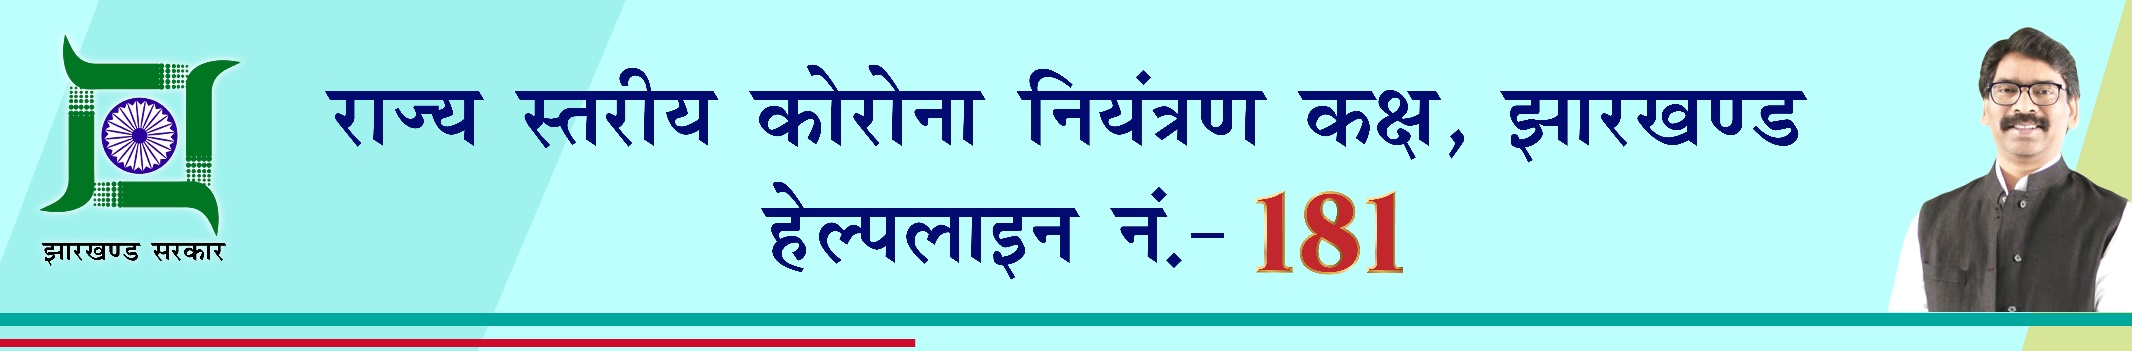 राज्य स्तरीय कोरोना नियंत्रण कक्ष, झारखण्ड
हेल्पलाइन नं.- 181
झारखण्ड सरकार